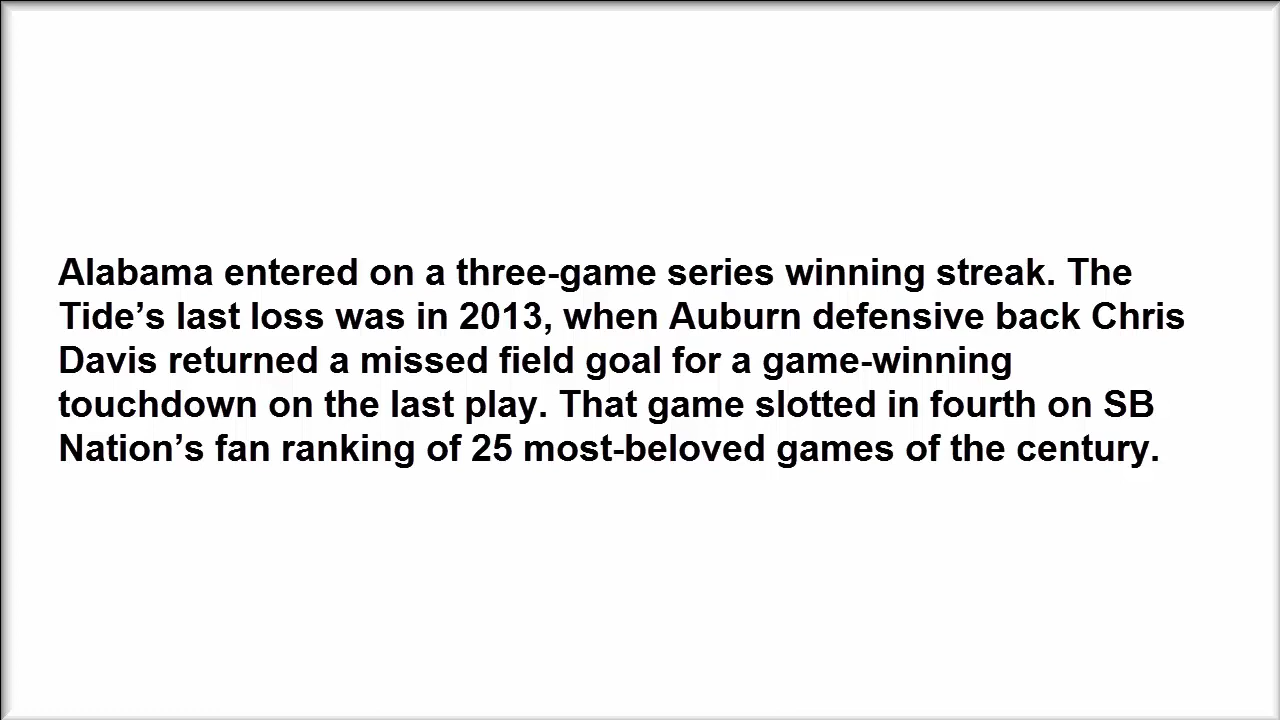 Alabama entered on a three-game series winning streak. The
Tide’s last loss was in 2013, when Auburn defensive back Chris
Davis returned a missed field goal for a game-winning
touchdown on the last play. That game slotted in fourth on SB
Nation’s fan ranking of 25 most-beloved games of the century.